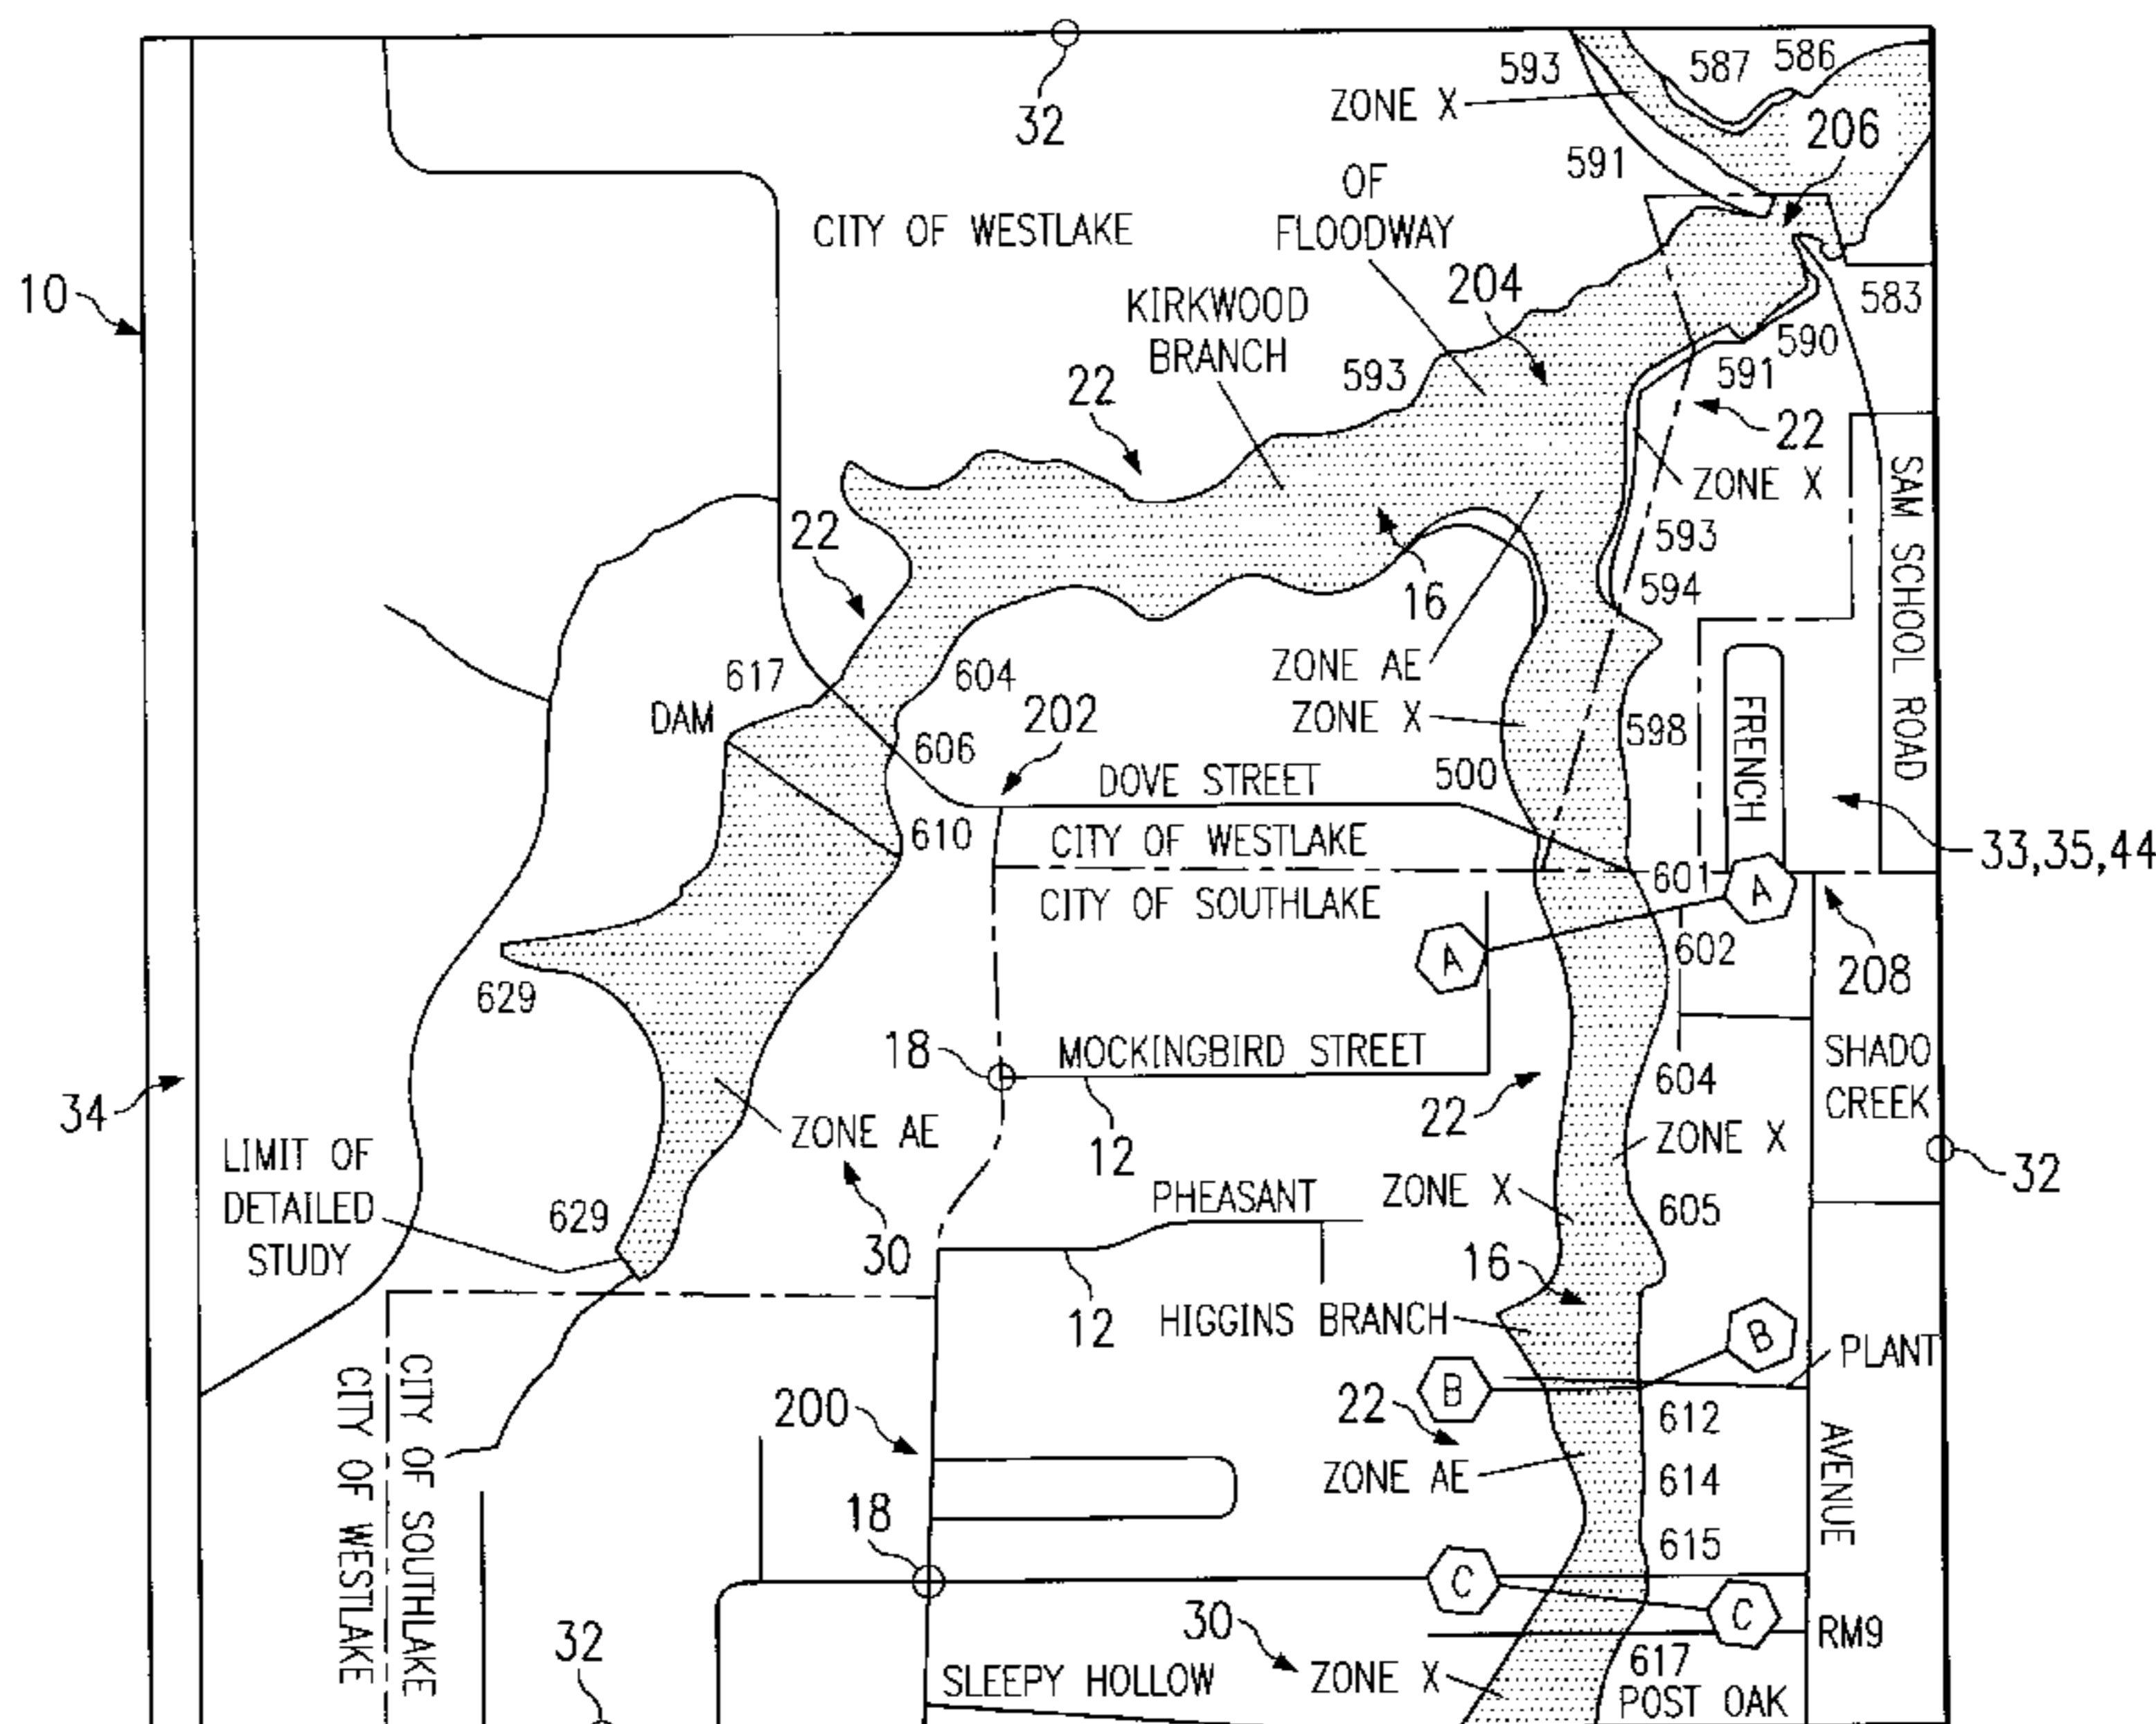 32
593
587
586
ZONE X
206
591
OF
FLOODWAY
CITY OF WESTLAKE
10
204
583
KIRKWOOD
BRANCH
590
593
591
22
22
ZONE X
SAM SCHOOL ROAD
22
593
16
594
604
ZONE AE
617
ZONE X
DAM
202
598
FRENCH
606
DOVE STREET
500
610
CITY OF WESTLAKE
33,35,44
601
A
CITY OF SOUTHLAKE
A
602
208
629
18
MOCKINGBIRD STREET
SHADO
CREEK
604
34
22
ZONE AE
12
ZONE X
LIMIT OF
DETAILED
STUDY
32
PHEASANT
ZONE X
605
629
30
16
12
HIGGINS BRANCH
B
PLANT
B
CITY OF SOUTHLAKE
CITY OF WESTLAKE
200
22
612
AVENUE
ZONE AE
614
18
615
C
C
30
RM9
32
617
SLEEPY HOLLOW
ZONE X
POST OAK